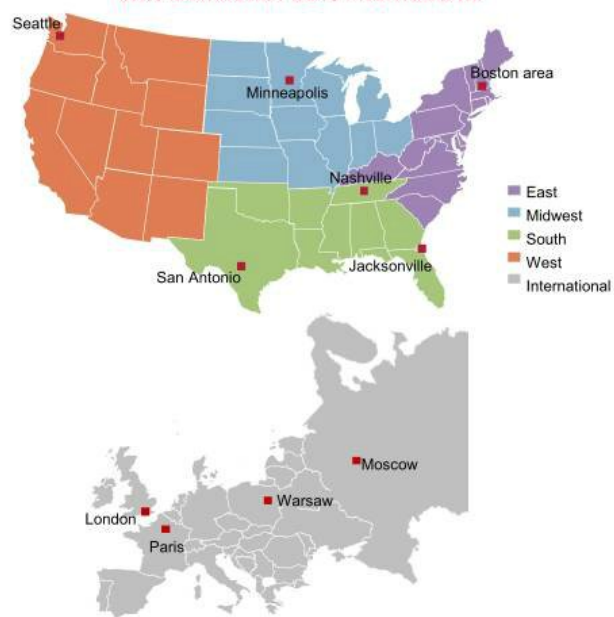 Seattle
Boston area
Minneapolis
Nashville
East
Midwest
South
West
International
Jacksonville
San Antonio
Moscow
Warsaw
London
Paris